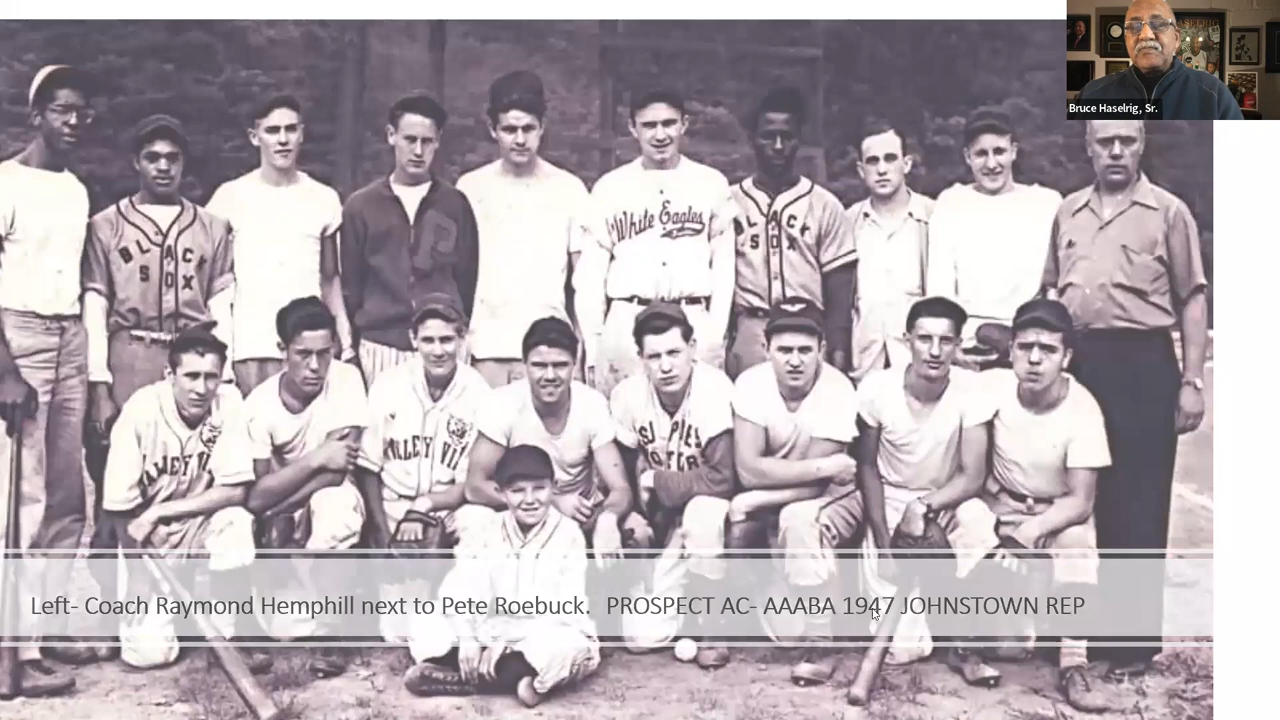 ASELRIG
Bruce Haselrig, Sr.
White Eagles
BLACK
SOX
BLACK
SOX
Left- Coach Raymond Hemphill next to Pete Roebuck. PROSPECT AC- AAABA 1947 JOHNSTOWN REP